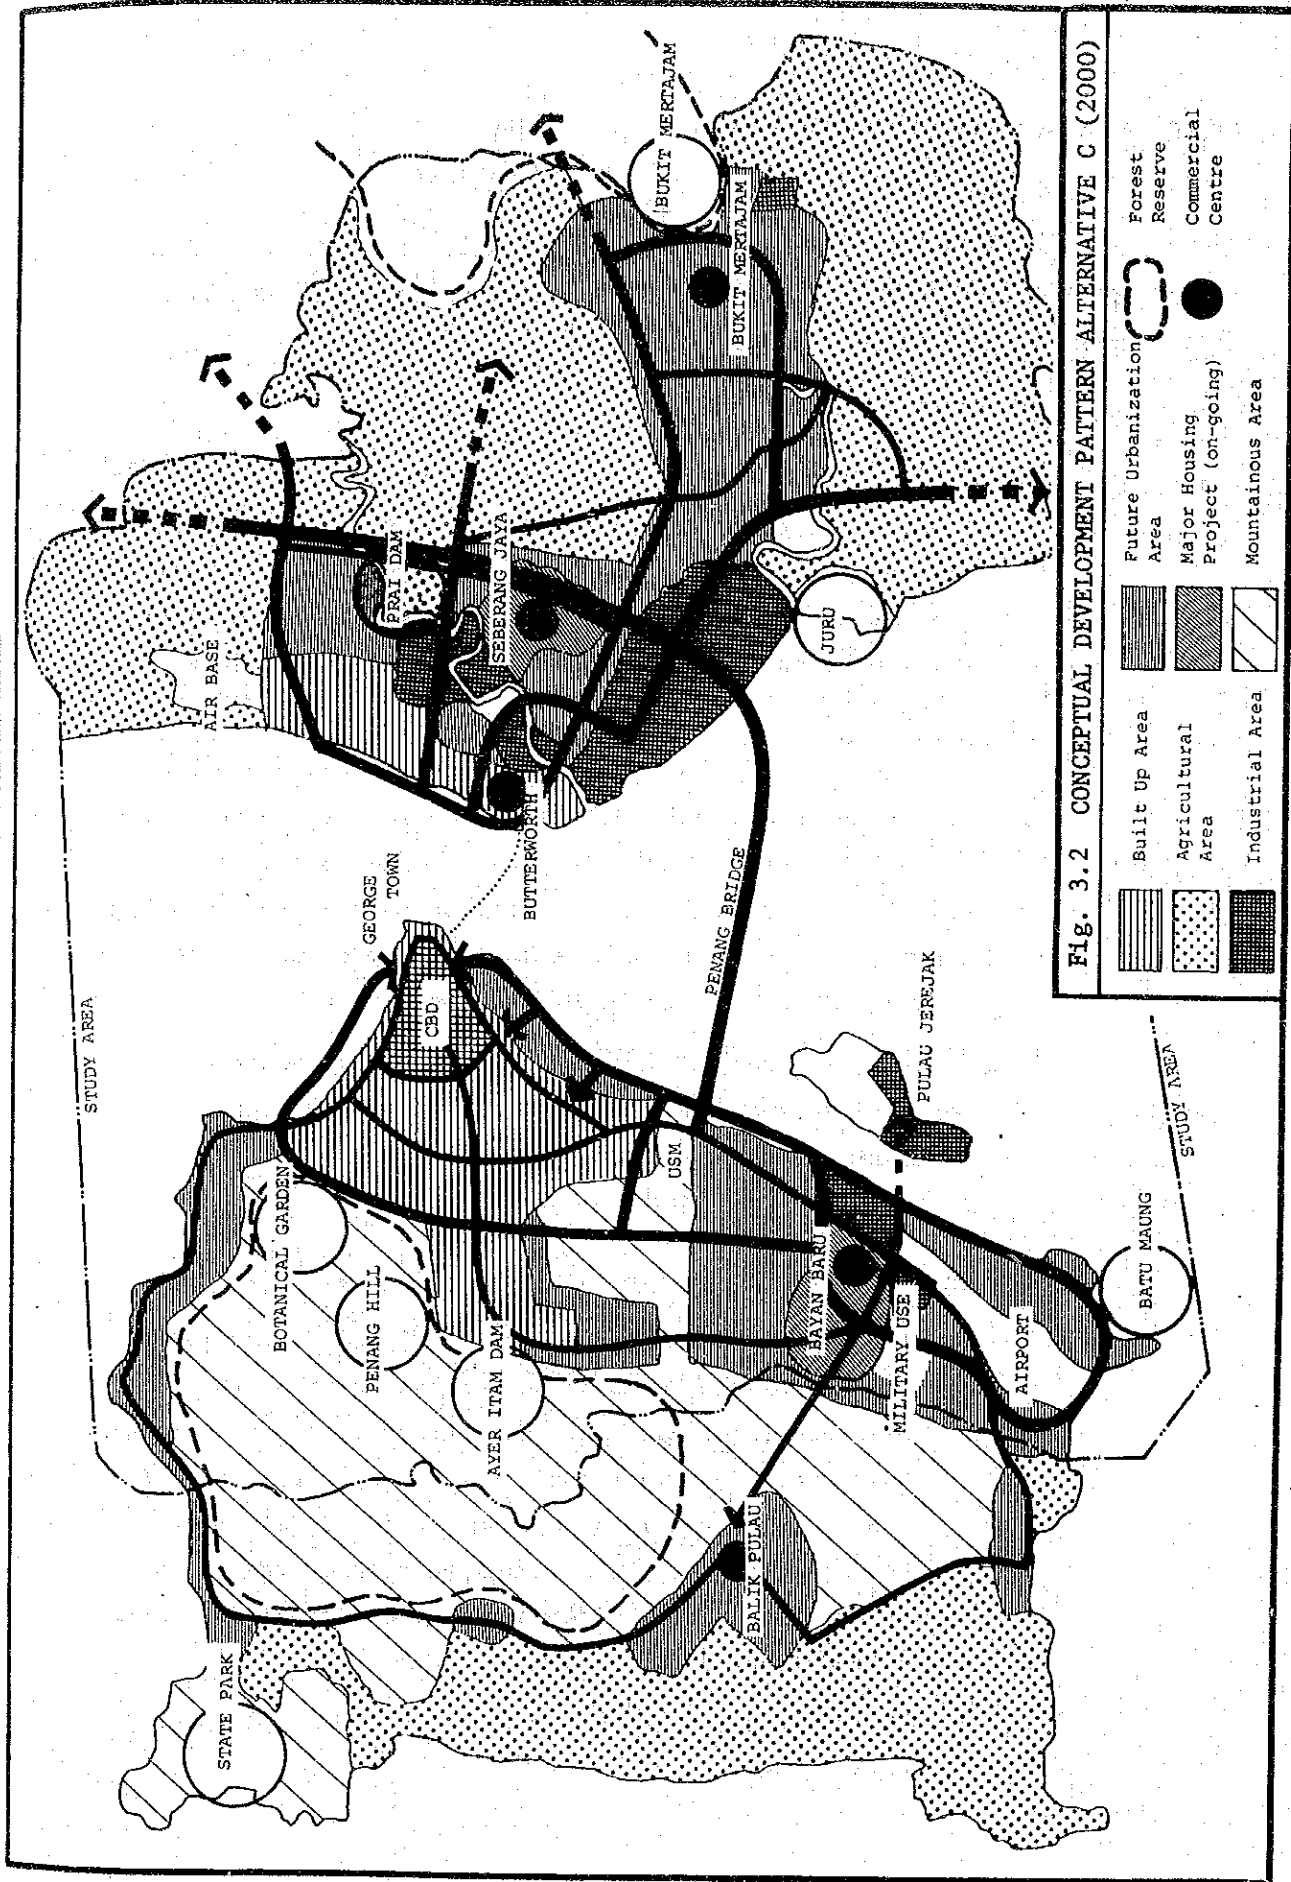 STUDY AREA
STATE PARK
BOTANICAL GARDEN
PENANG HILL
AYER ITAM DAM
GEORGE
TOWN
CBD
AIR BASE
PRAI DAM
SEBERANG JAYA
BUTTERWORTH
BUKIT MERTAJAM
BUKIT MERTAJAM
JURU
PENANG BRIDGE
USM
BALIK PULAU
BAYAN BARU
MILITARY USE
PULAU JEREJAK
AIRPORT
BATU MAUNG
STUDY AREA
Fig. 3.2 CONCEPTUAL DEVELOPMENT PATTERN ALTERNATIVE C (2000)
Built Up Area
Future Urbanization
Area
Forest
Reserve
Agricultural
Area
Major Housing
Project (on-going)
Commercial
Centre
Industrial Area
Mountainous Area